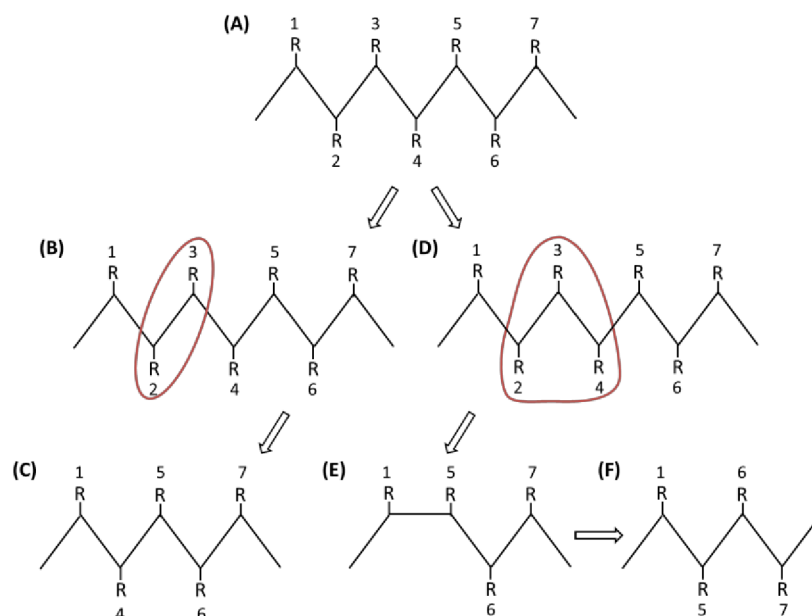 (A)
1 3 5 7
R R R R
R R R
2 4 6
(B)
1 3 5 7
R R R R
R R R
2 4 6
(D)
1 3 5 7
R R R R
R R R
2 4 6
(C)
1 5 7
R R R
R R
4 6
(E)
1 5 7
R R R
R
6
(F)
1 6
R R
R R
5 7